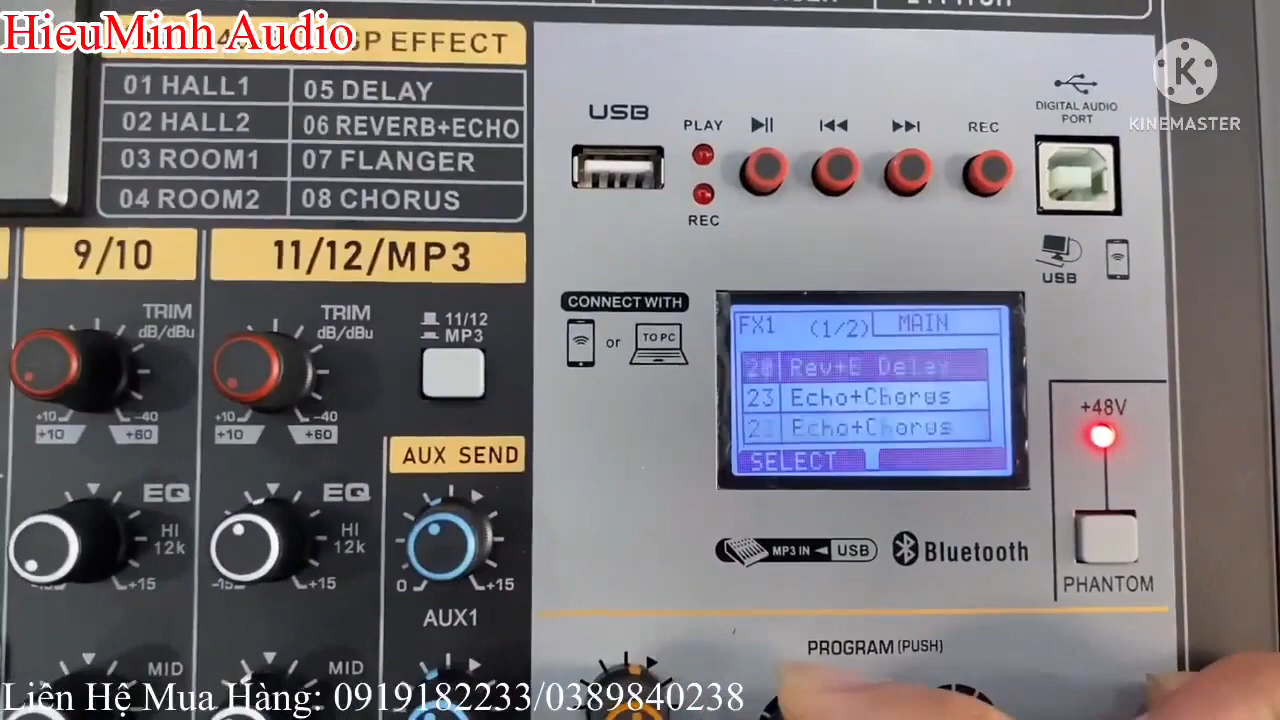 HieuMinh Audio
EFFECT
01 HALL1
05 DELAY
02 HALL2
06 REVERB+ECHO
03 ROOM1
07 FLANGER
04 ROOM2
08 CHORUS
9/10
11/12/MP3
TRIM
dB/dBu
+10
-40
+10
+60
TRIM
dB/dBu
+10
-40
+10
+60
11/12
MP3
AUX SEND
EQ
HI
12k
+15
EQ
HI
12k
-15
+15
0
+15
AUX1
MID
MID
USB
PLAY
REC
REC
DIGITAL AUDIO
PORT
USB
KINEMASTER
CONNECT WITH
or
TO PC
FX1
(1/2)
MAIN
Rev+E Delay
23 Echo+Chorus
Echo+Chorus
SELECT
+48V
PHANTOM
MP3 IN
USB
Bluetooth
PROGRAM (PUSH)
Liên Hệ Mua Hàng: 0919182233/0389840238